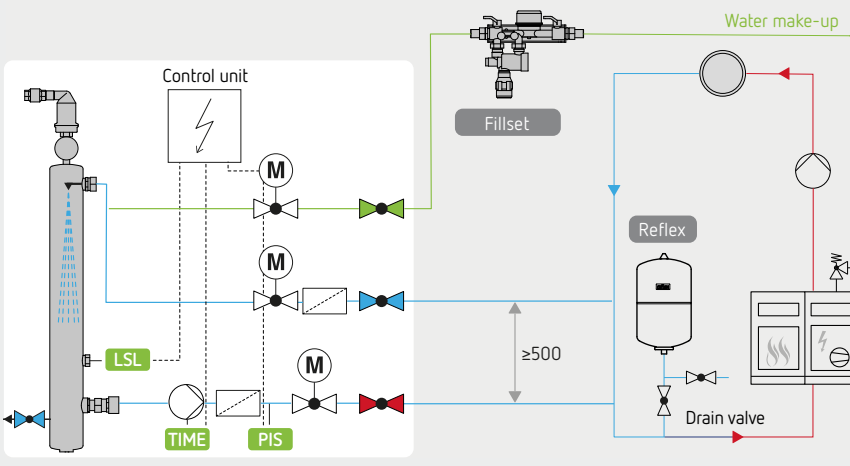 Water make-up
Control unit
Fillset
M
Reflex
M
≥500
LSL
M
Drain valve
TIME
PIS